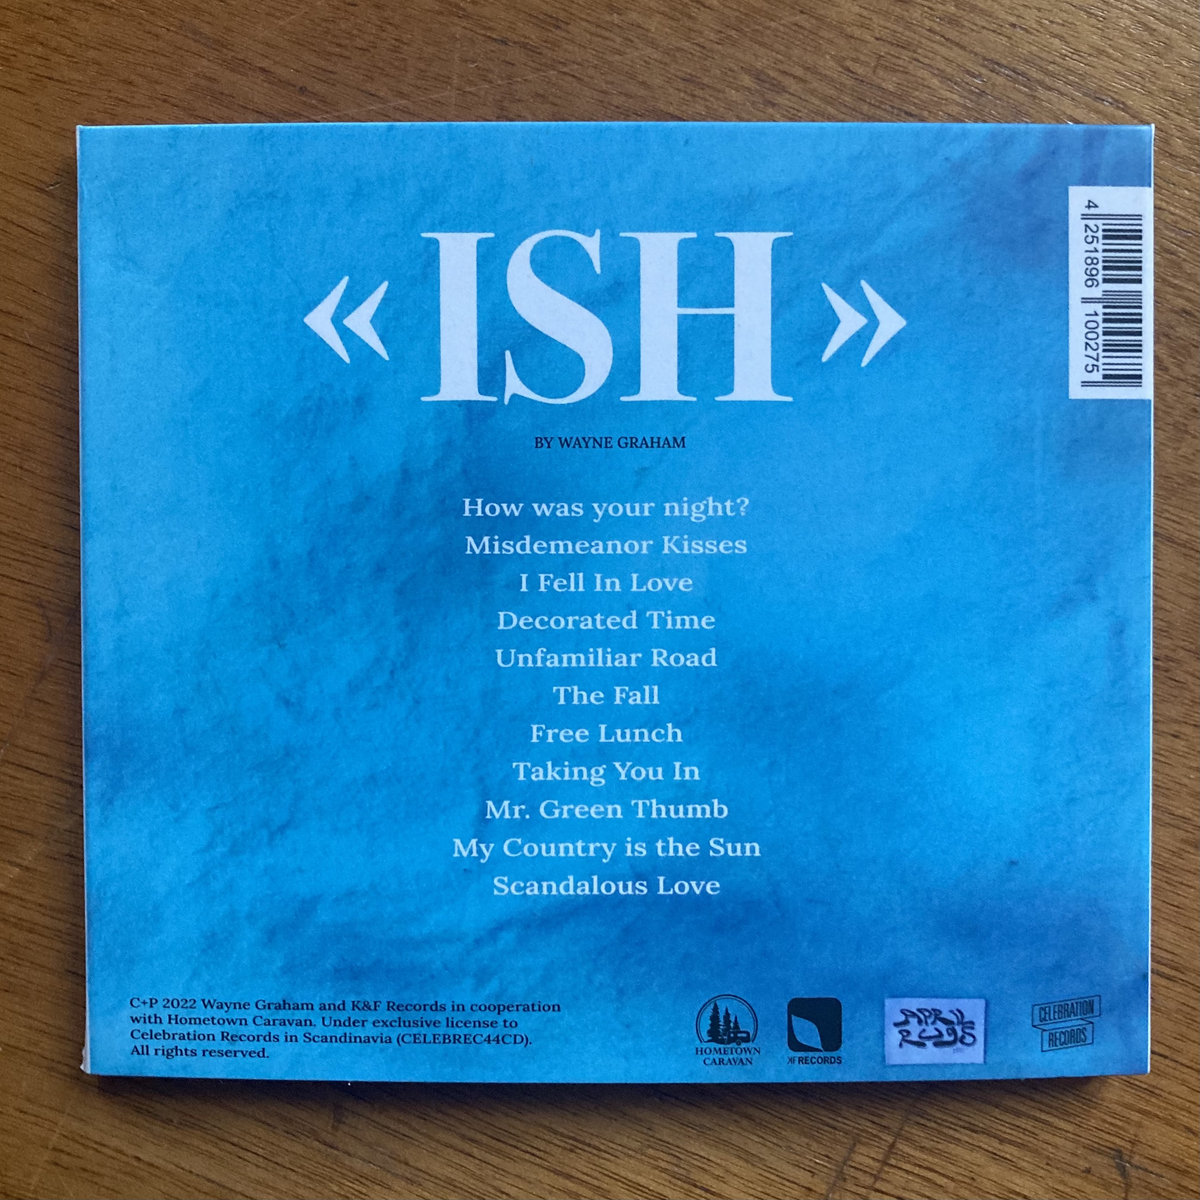 « ISH »
BY WAYNE GRAHAM
How was your night?
Misdemeanor Kisses
I Fell In Love
Decorated Time
Unfamiliar Road
The Fall
Free Lunch
Taking You In
Mr. Green Thumb
My Country is the Sun
Scandalous Love
4 251896 100275
C+P 2022 Wayne Graham and K&F Records in cooperation
with Hometown Caravan. Under exclusive license to
Celebration Records in Scandinavia (CELEBREC44CD).
All rights reserved.
HOMETOWN
CARAVAN
KFRECORDS
APRIL
CELEBRATION
RECORDS